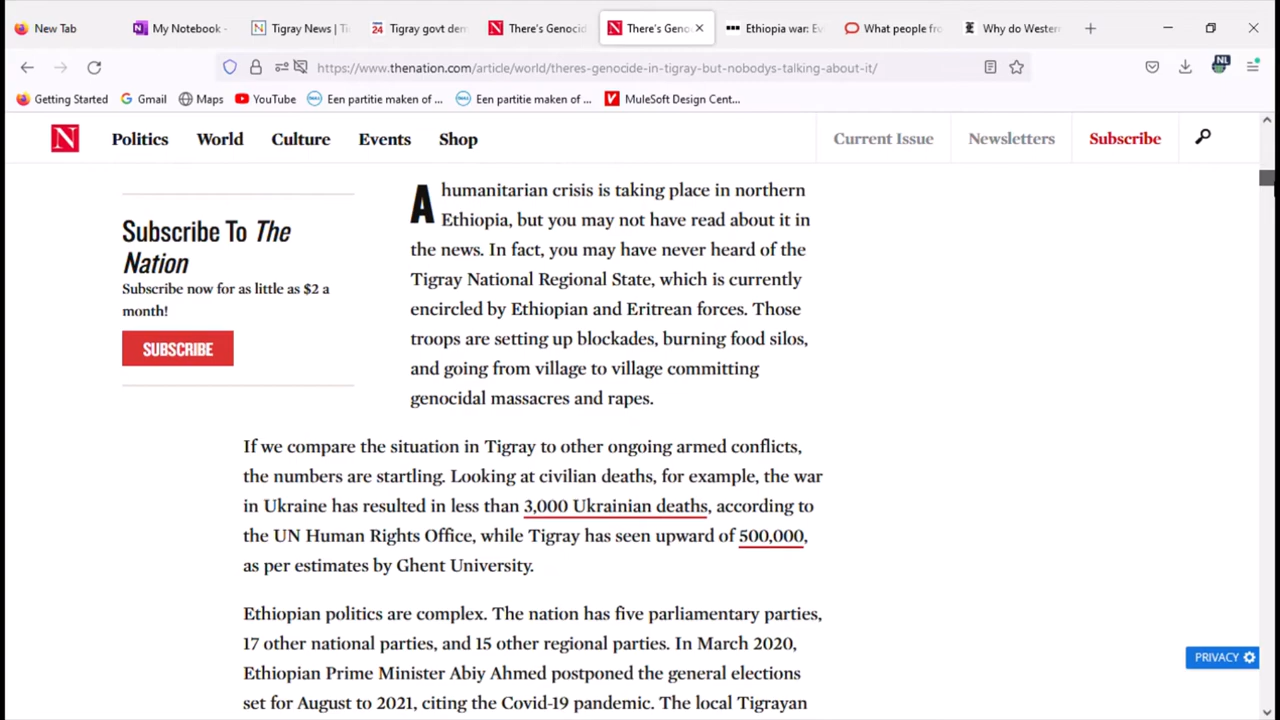 New Tab
My Notebook -
Tigray News | Ti
24 Tigray govt dem
There's Genocid
There's Geno
Ethiopia war: Ev
What people fro
Why do Western
NL
https://www.thenation.com/article/world/theres-genocide-in-tigray-but-nobodys-talking-about-it/
Getting Started
Gmail
Maps
YouTube
Een partitie maken of ...
Een partitie maken of ...
MuleSoft Design Cent...
N
Politics
World
Culture
Events
Shop
Current Issue
Newsletters
Subscribe
Subscribe To The
Nation
Subscribe now for as little as $2 a
month!
SUBSCRIBE
A humanitarian crisis is taking place in northern
Ethiopia, but you may not have read about it in
the news. In fact, you may have never heard of the
Tigray National Regional State, which is currently
encircled by Ethiopian and Eritrean forces. Those
troops are setting up blockades, burning food silos,
and going from village to village committing
genocidal massacres and rapes.
If we compare the situation in Tigray to other ongoing armed conflicts,
the numbers are startling. Looking at civilian deaths, for example, the war
in Ukraine has resulted in less than 3,000 Ukrainian deaths, according to
the UN Human Rights Office, while Tigray has seen upward of 500,000,
as per estimates by Ghent University.
Ethiopian politics are complex. The nation has five parliamentary parties,
17 other national parties, and 15 other regional parties. In March 2020,
Ethiopian Prime Minister Abiy Ahmed postponed the general elections
set for August to 2021, citing the Covid-19 pandemic. The local Tigrayan
PRIVACY